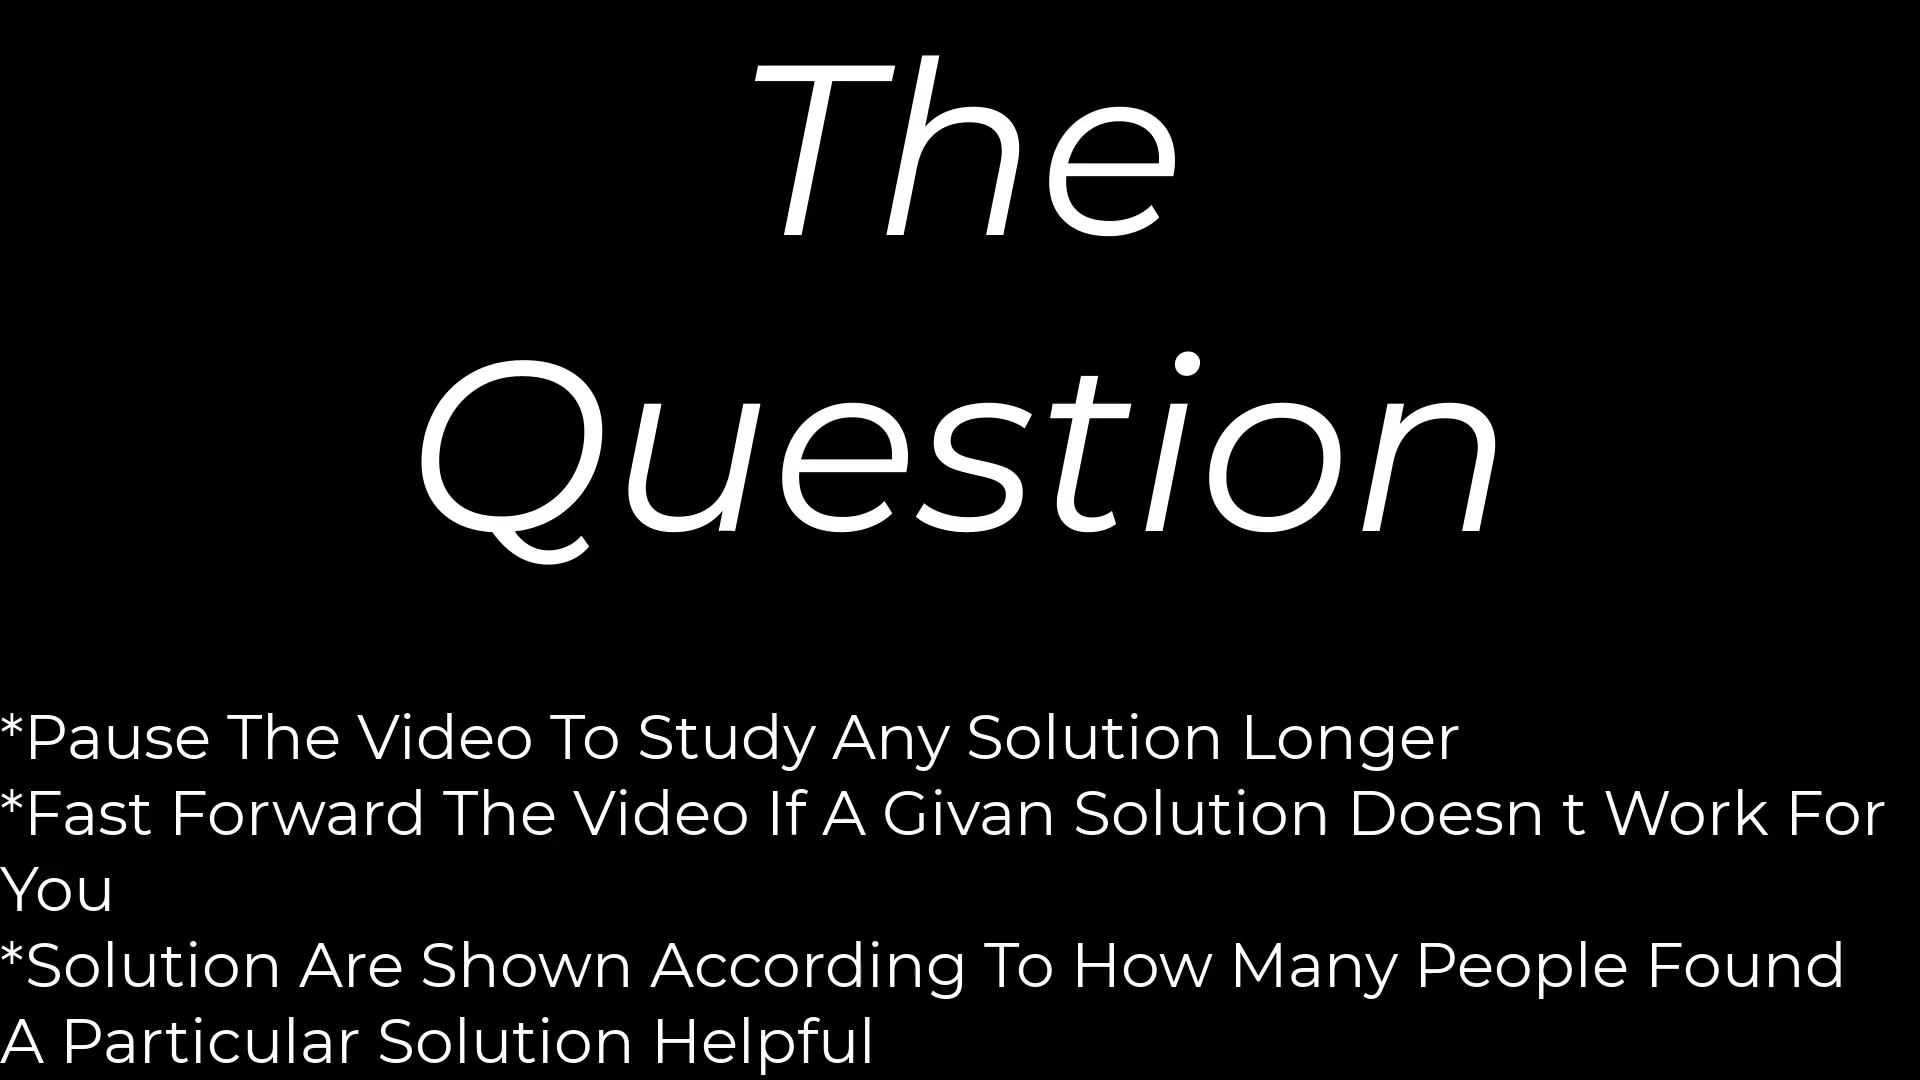 The
Question
*Pause The Video To Study Any Solution Longer
*Fast Forward The Video If A Givan Solution Doesn t Work For
You
*Solution Are Shown According To How Many People Found
A Particular Solution Helpful